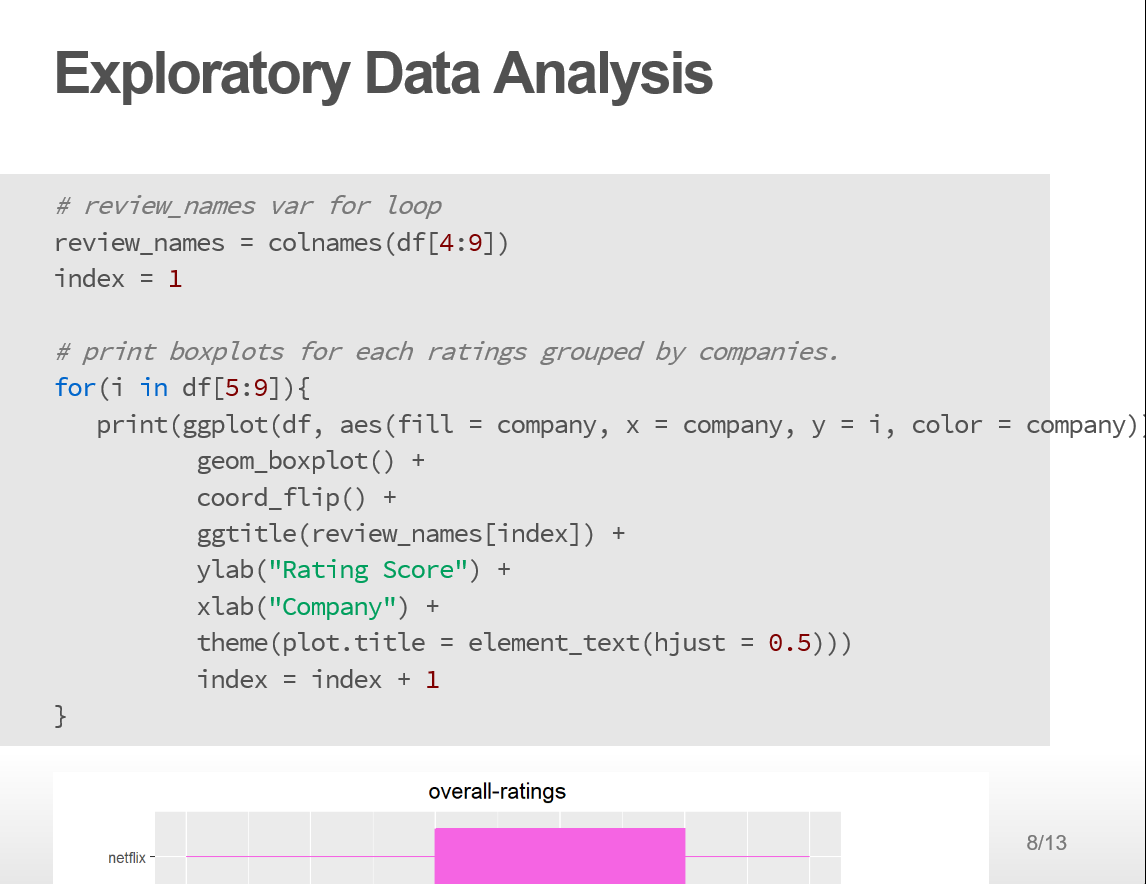 Exploratory Data Analysis
# review_names var for loop
review_names = colnames(df[4:9])
index = 1
# print boxplots for each ratings grouped by companies.
for(i in df[5:9]){
print(ggplot(df, aes(fill = company, x = company, y = i, color = company))
geom_boxplot() +
coord_flip() +
ggtitle(review_names[index]) +
ylab("Rating Score") +
xlab("Company") +
theme(plot.title = element_text(hjust = 0.5)))
index = index + 1
}
overall-ratings
netflix
8/13